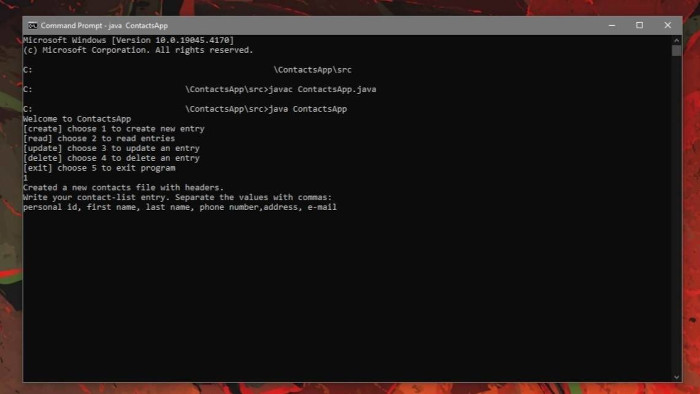 Command Prompt - java ContactsApp
Microsoft Windows [Version 10.0.19045.4170]
(c) Microsoft Corporation. All rights reserved.
C: \ContactsApp\src
C: \ContactsApp\src>javac ContactsApp.java
C: \ContactsApp\src>java ContactsApp
Welcome to ContactsApp
[create] choose 1 to create new entry
[read] choose 2 to read entries
[update] choose 3 to update an entry
[delete] choose 4 to delete an entry
[exit] choose 5 to exit program
1
Created a new contacts file with headers.
Write your contact-list entry. Separate the values with commas:
personal id, first name, last name, phone number,address, e-mail